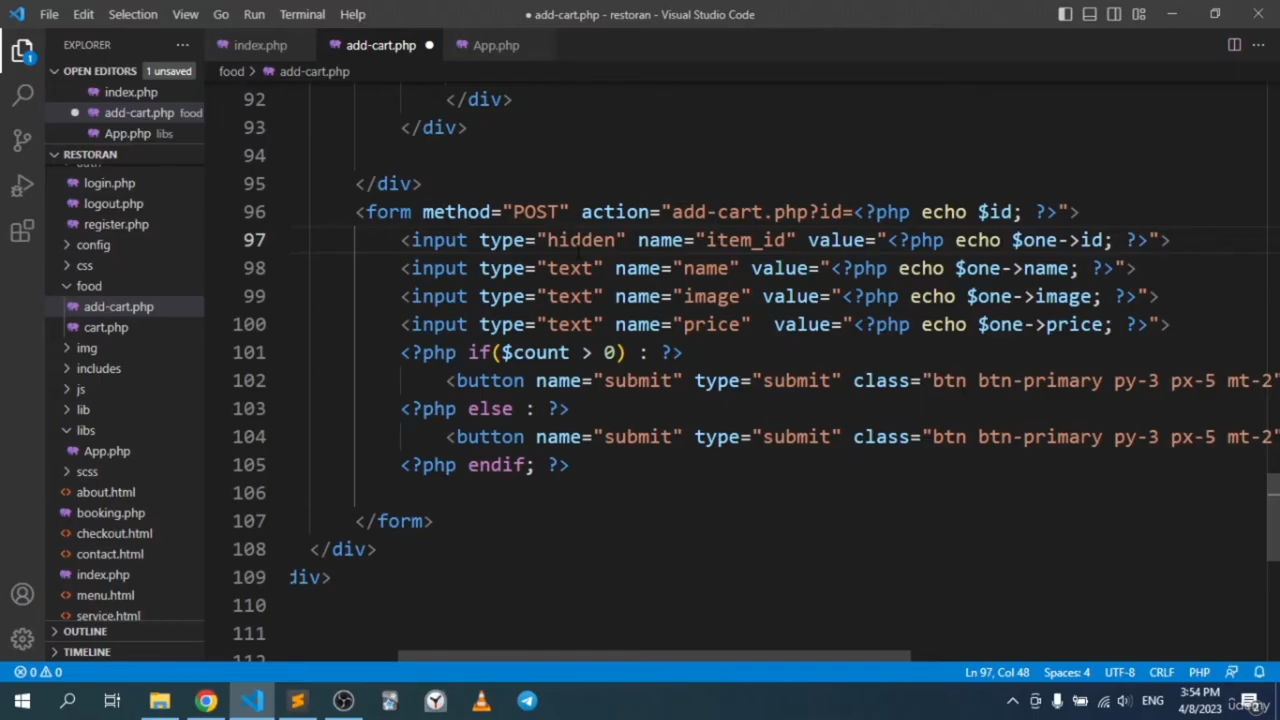 File Edit Selection View Go Run Terminal Help
● add-cart.php - restoran - Visual Studio Code
EXPLORER ···
index.php add-cart.php ● App.php
OPEN EDITORS 1 unsaved
food > add-cart.php
index.php
● add-cart.php food
App.php libs
RESTORAN
login.php
logout.php
register.php
config
css
food
add-cart.php
cart.php
img
includes
js
lib
libs
App.php
scss
about.html
booking.php
checkout.html
contact.html
index.php
menu.html
service.html
OUTLINE
TIMELINE
92 </div>
93 </div>
94
95 </div>
96 <form method="POST" action="add-cart.php?id=<?php echo $id; ?>">
97 <input type="hidden" name="item_id" value="<?php echo $one->id; ?>">
98 <input type="text" name="name" value="<?php echo $one->name; ?>">
99 <input type="text" name="image" value="<?php echo $one->image; ?>">
100 <input type="text" name="price"  value="<?php echo $one->price; ?>">
101 <?php if($count > 0) : ?>
102 <button name="submit" type="submit" class="btn btn-primary py-3 px-5 mt-2"
103 <?php else : ?>
104 <button name="submit" type="submit" class="btn btn-primary py-3 px-5 mt-2"
105 <?php endif; ?>
106
107 </form>
108 </div>
109 div>
110
111
112
1
0 0
Ln 97, Col 48 Spaces: 4 UTF-8 CRLF PHP
ENG 3:54 PM
4/8/2023
udemy